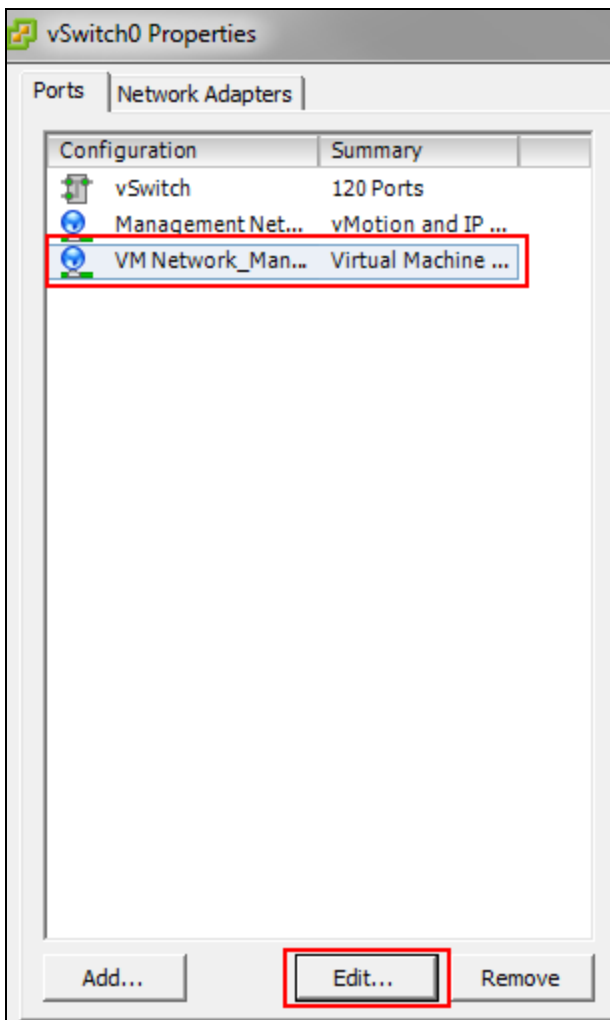 vSwitch0 Properties
Ports Network Adapters
Configuration Summary
vSwitch 120 Ports
Management Net... vMotion and IP ...
VM Network_Man... Virtual Machine ...
Add... Edit... Remove